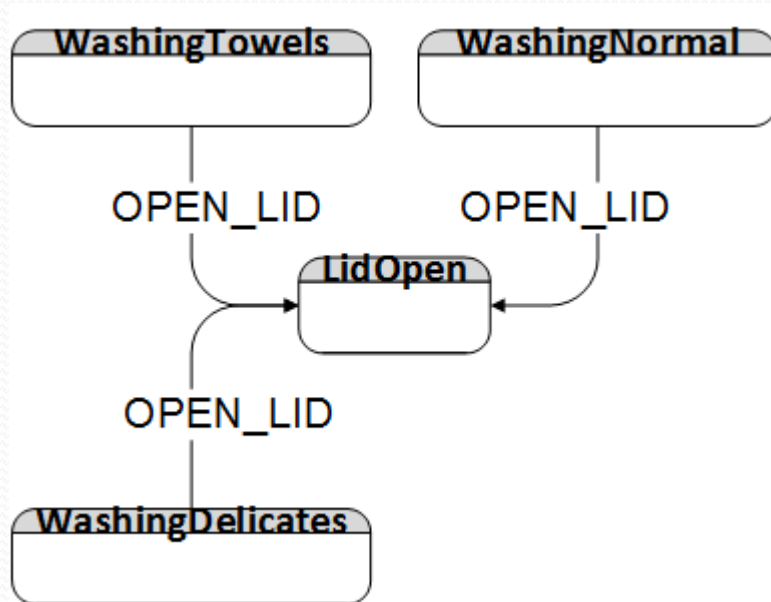 WashingTowels
WashingNormal
OPEN_LID
OPEN_LID
LidOpen
OPEN_LID
WashingDelicates